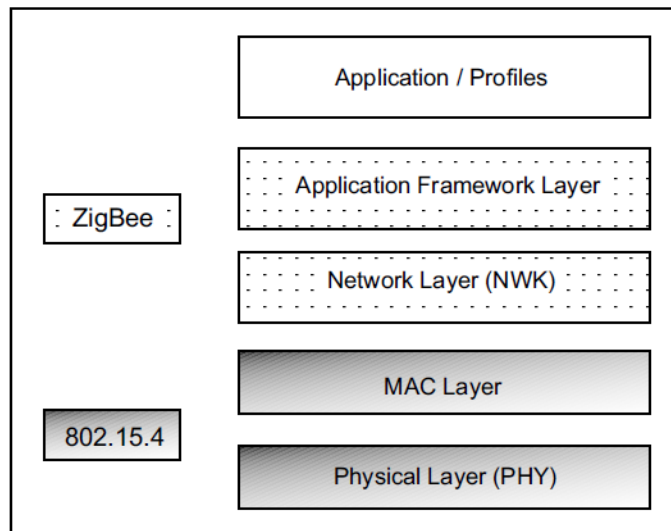 Application / Profiles
Application Framework Layer
ZigBee
Network Layer (NWK)
MAC Layer
802.15.4
Physical Layer (PHY)